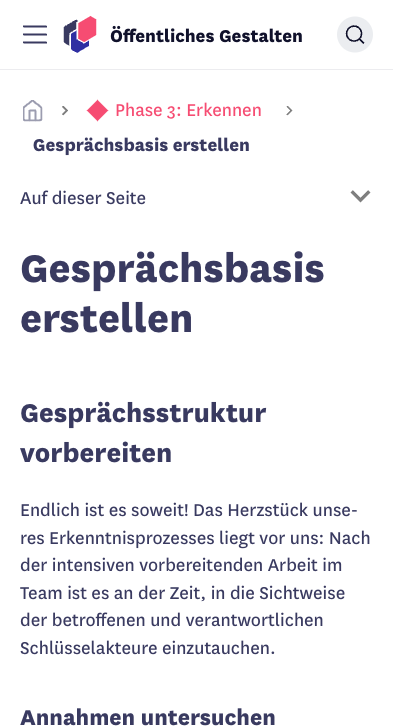 Öffentliches Gestalten
Phase 3: Erkennen
Gesprächsbasis erstellen
Auf dieser Seite
Gesprächsbasis
erstellen
Gesprächsstruktur
vorbereiten
Endlich ist es soweit! Das Herzstück unse-
res Erkenntnisprozesses liegt vor uns: Nach
der intensiven vorbereitenden Arbeit im
Team ist es an der Zeit, in die Sichtweise
der betroffenen und verantwortlichen
Schlüsselakteure einzutauchen.
Annahmen untersuchen